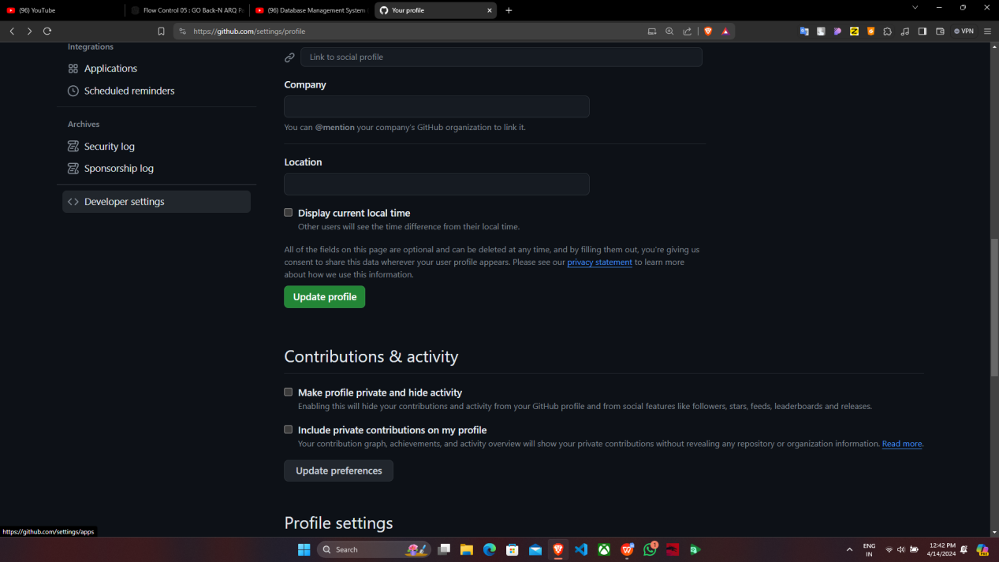 (96) YouTube
Flow Control 05 : GO Back-N ARQ Pa
(96) Database Management System
Your profile
https://github.com/settings/profile
VPN
Integrations
Applications
Scheduled reminders
Archives
Security log
Sponsorship log
Developer settings
Link to social profile
Company
You can @mention your company's GitHub organization to link it.
Location
Display current local time
Other users will see the time difference from their local time.
All of the fields on this page are optional and can be deleted at any time, and by filling them out, you're giving us
consent to share this data wherever your user profile appears. Please see our privacy statement to learn more
about how we use this information.
Update profile
Contributions & activity
Make profile private and hide activity
Enabling this will hide your contributions and activity from your GitHub profile and from social features like followers, stars, feeds, leaderboards and releases.
Include private contributions on my profile
Your contribution graph, achievements, and activity overview will show your private contributions without revealing any repository or organization information. Read more.
Update preferences
Profile settings
https://github.com/settings/apps
Search
1
ENG
IN
12:42 PM
4/14/2024